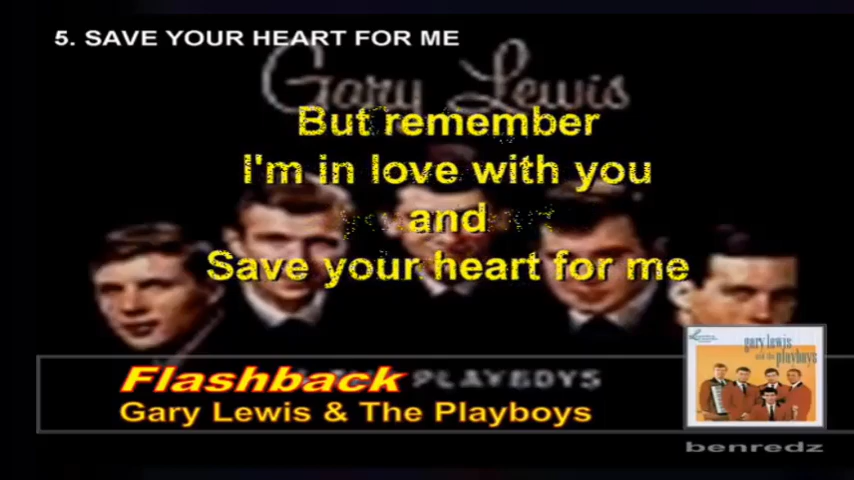 5. SAVE YOUR HEART FOR ME
Gary Lewis
But remember
I'm in love with you
and
Save your heart for me
Flashback
PLAYBOYS
Gary Lewis & The Playboys
gary lewis
and the playboys
benredz